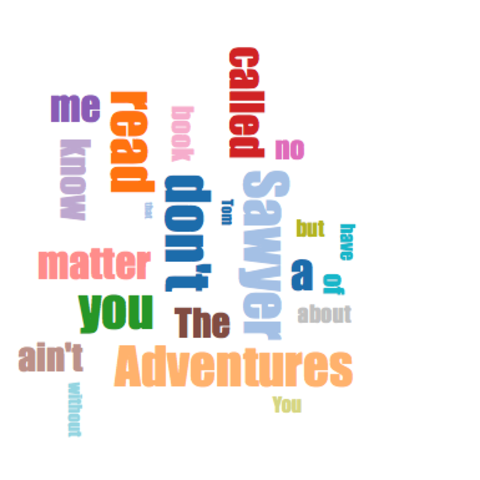 called
me
read
book
no
know
that
don't
Tom
Sawyer
but
have
matter
a
of
you
The
about
ain't
Adventures
without
You